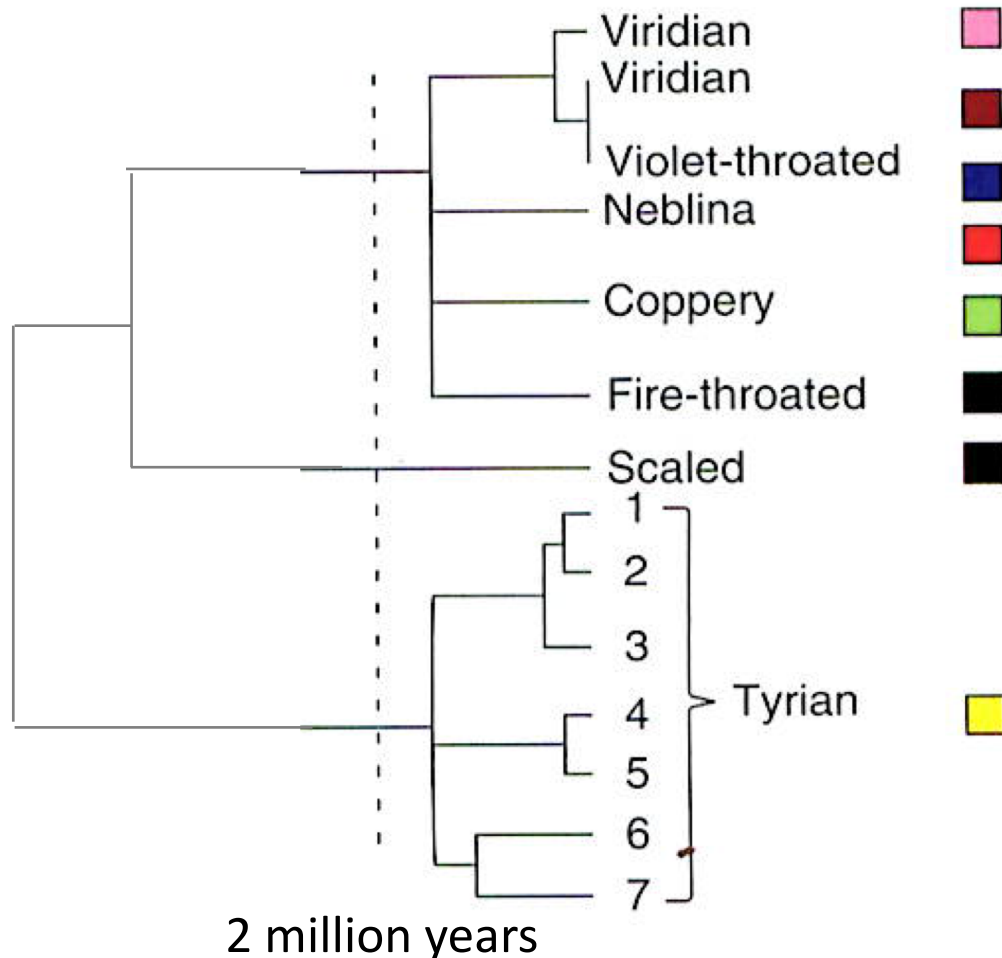 Viridian
Viridian
Violet-throated
Neblina
Coppery
Fire-throated
Scaled
1
2
3
4
Tyrian
5
6
7
2 million years